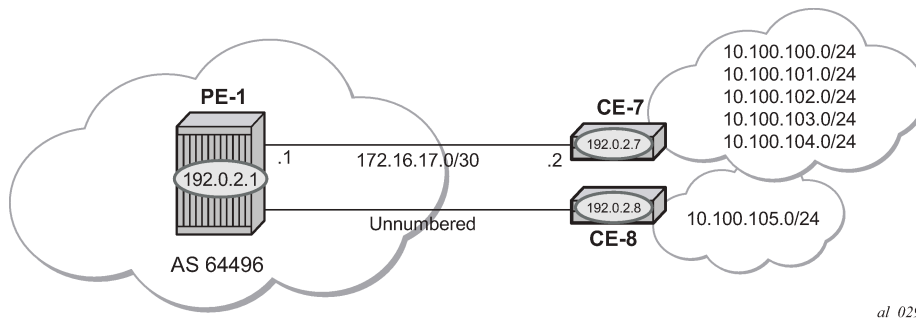 PE-1
192.0.2.1
AS 64496
.1
172.16.17.0/30
.2
Unnumbered
CE-7
192.0.2.7
192.0.2.8
CE-8
10.100.100.0/24
10.100.101.0/24
10.100.102.0/24
10.100.103.0/24
10.100.104.0/24
10.100.105.0/24
al_029